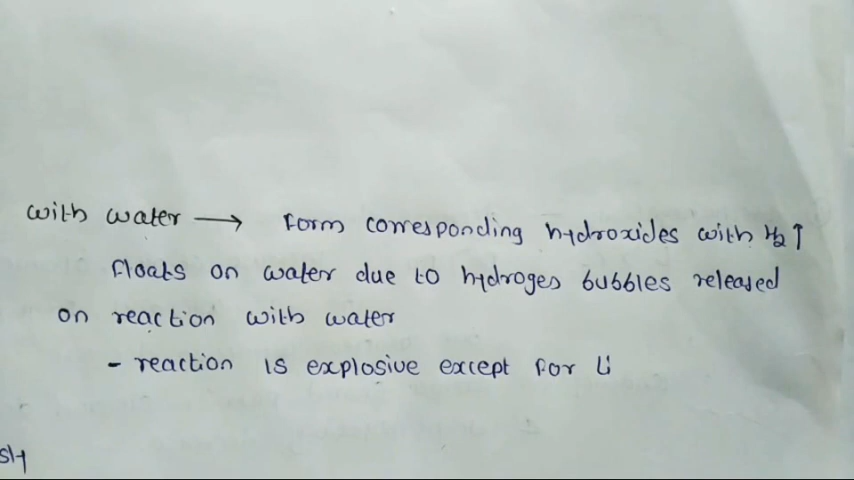 with water → form corresponding hydroxides with H2↑
floats on water due to hydroges bubbles released
on reaction with water
- reaction is explosive except for Li